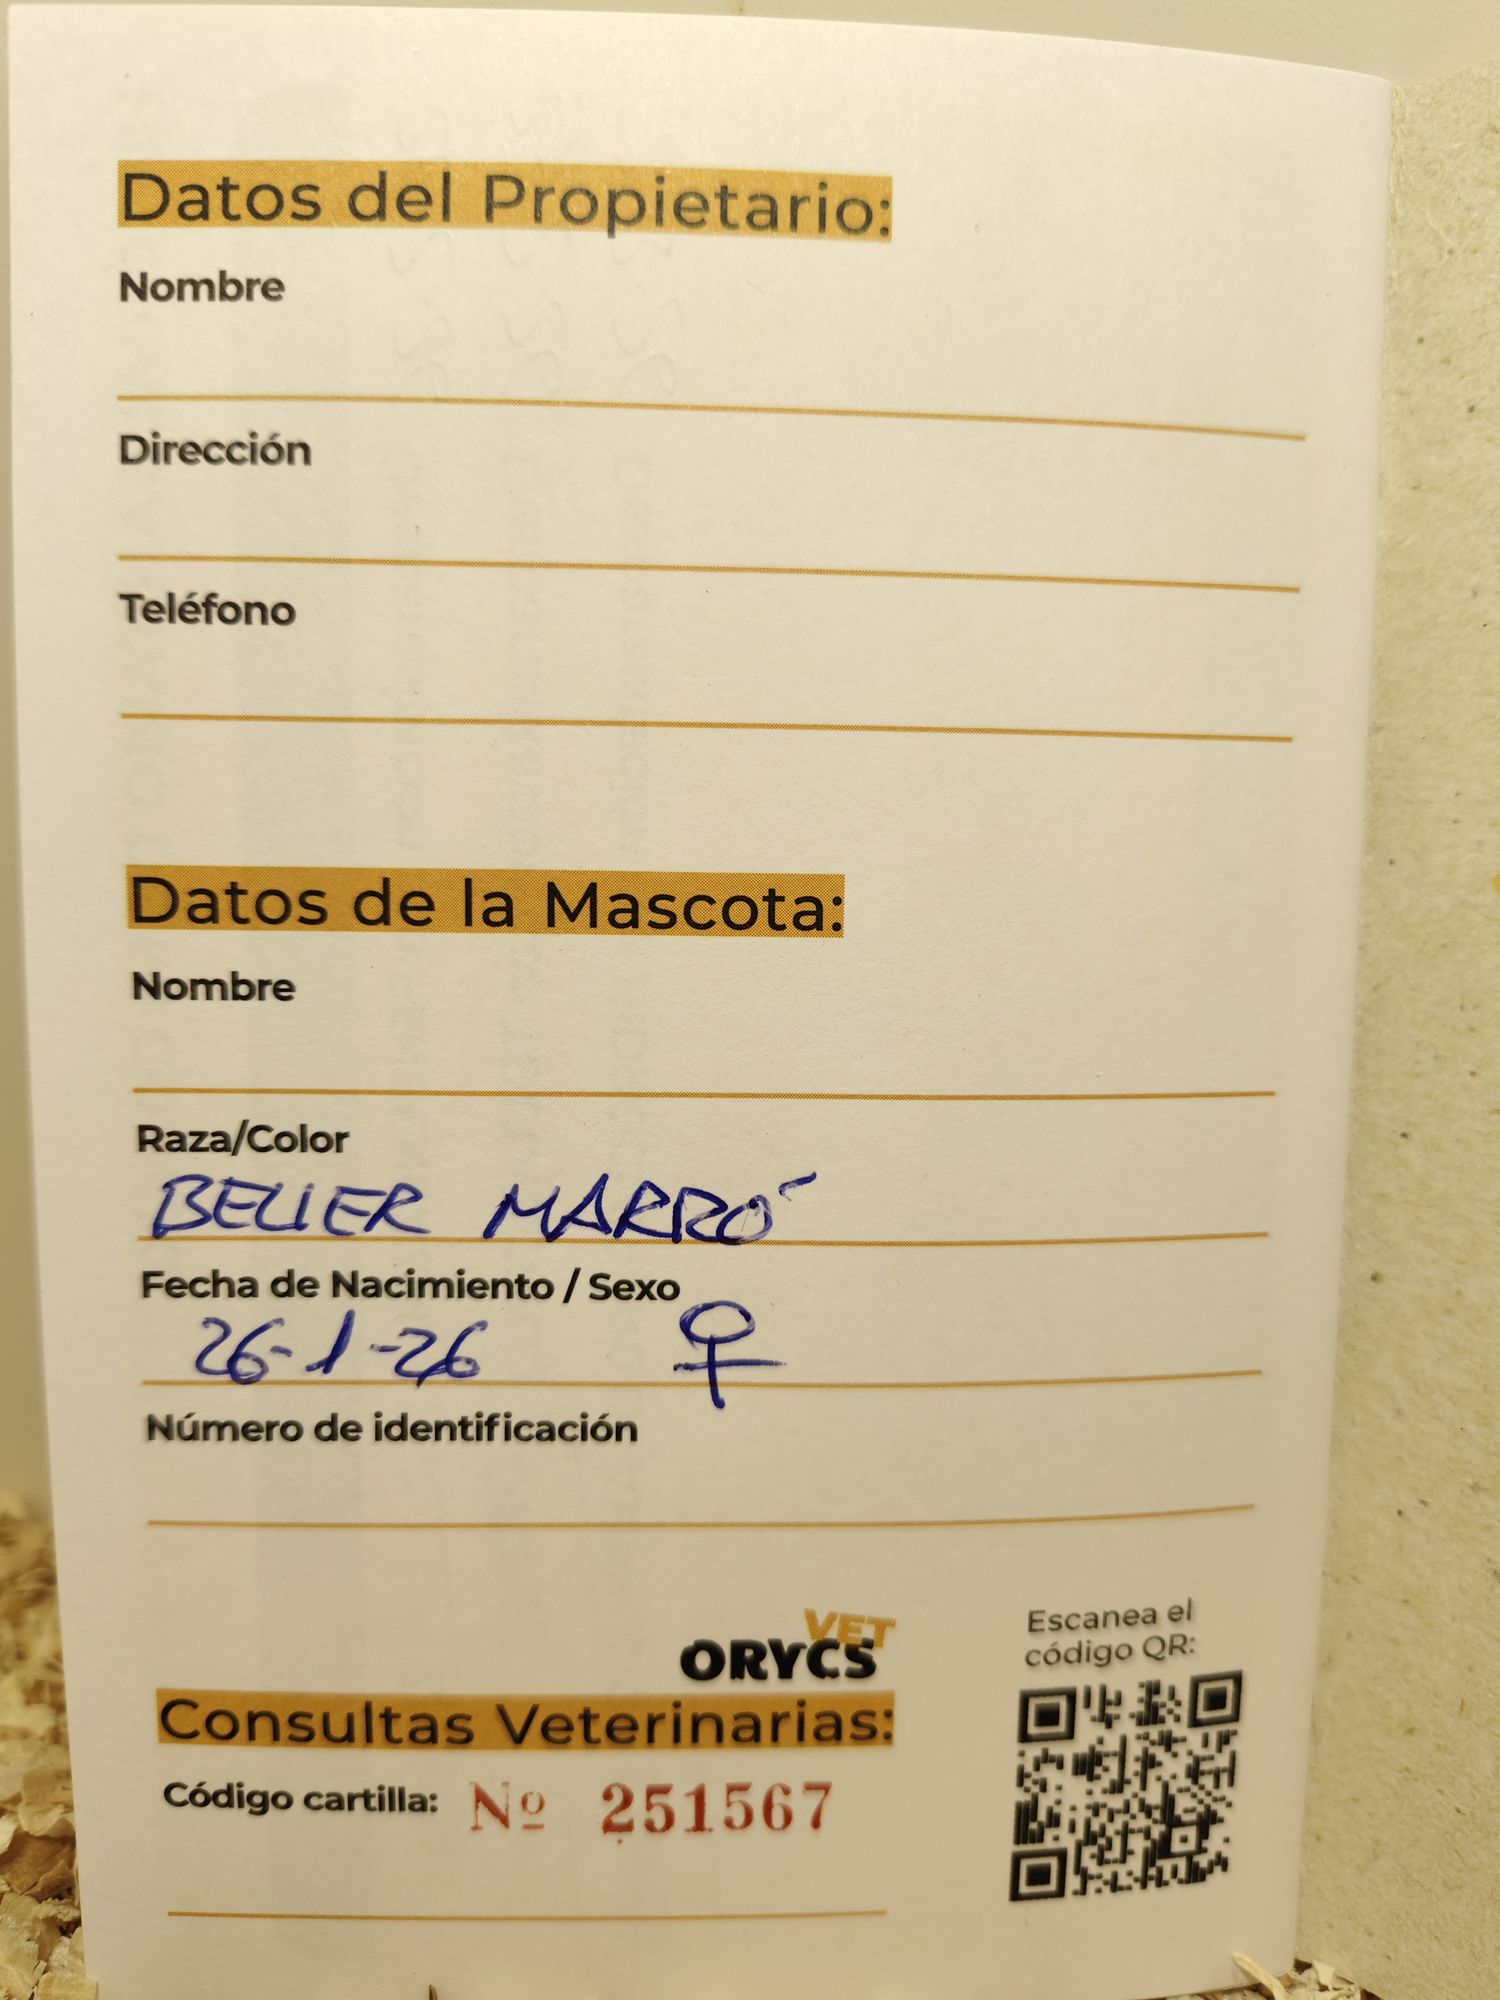 Datos del Propietario:
Nombre
Dirección
Teléfono
Datos de la Mascota:
Nombre
Raza/Color
BELIER MARRÓ
Fecha de Nacimiento / Sexo
26-1-26 ♀
Número de identificación
VET
ORYCS
Consultas Veterinarias:
Código cartilla: Nº 251567
Escanea el
código QR: